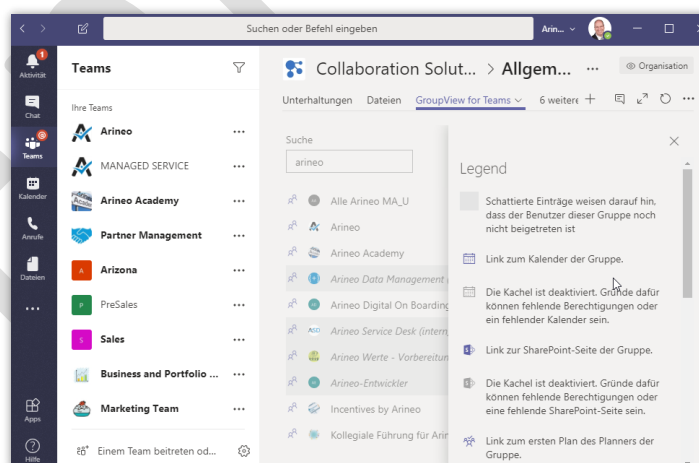 Suchen oder Befehl eingeben
Arin...
1
Aktivität
Chat
Teams
Kalender
Anrufe
Dateien
Apps
Hilfe
Teams
Ihre Teams
Arineo
MANAGED SERVICE
Arineo Academy
Partner Management
A
Arizona
P
PreSales
S
Sales
Business and Portfolio ...
Marketing Team
Einem Team beitreten od...
Collaboration Solut... > Allgem... ...
Organisation
Unterhaltungen Dateien GroupView for Teams 6 weitere +
Suche
arineo
Alle Arineo MA_U
Arineo
Arineo Academy
Arineo Data Management (
Arineo Digital On Boarding
ASD
Arineo Service Desk (intern,
Arineo Werte - Vorbereitun
Arineo-Entwickler
Incentives by Arineo
Kollegiale Führung für Arin
Legend
Schattierte Einträge weisen darauf hin,
dass der Benutzer dieser Gruppe noch
nicht beigetreten ist
Link zum Kalender der Gruppe.
Die Kachel ist deaktiviert. Gründe dafür
können fehlende Berechtigungen oder
ein fehlender Kalender sein.
Link zur SharePoint-Seite der Gruppe.
Die Kachel ist deaktiviert. Gründe dafür
können fehlende Berechtigungen oder
eine fehlende SharePoint-Seite sein.
Link zum ersten Plan des Planners der
Gruppe.